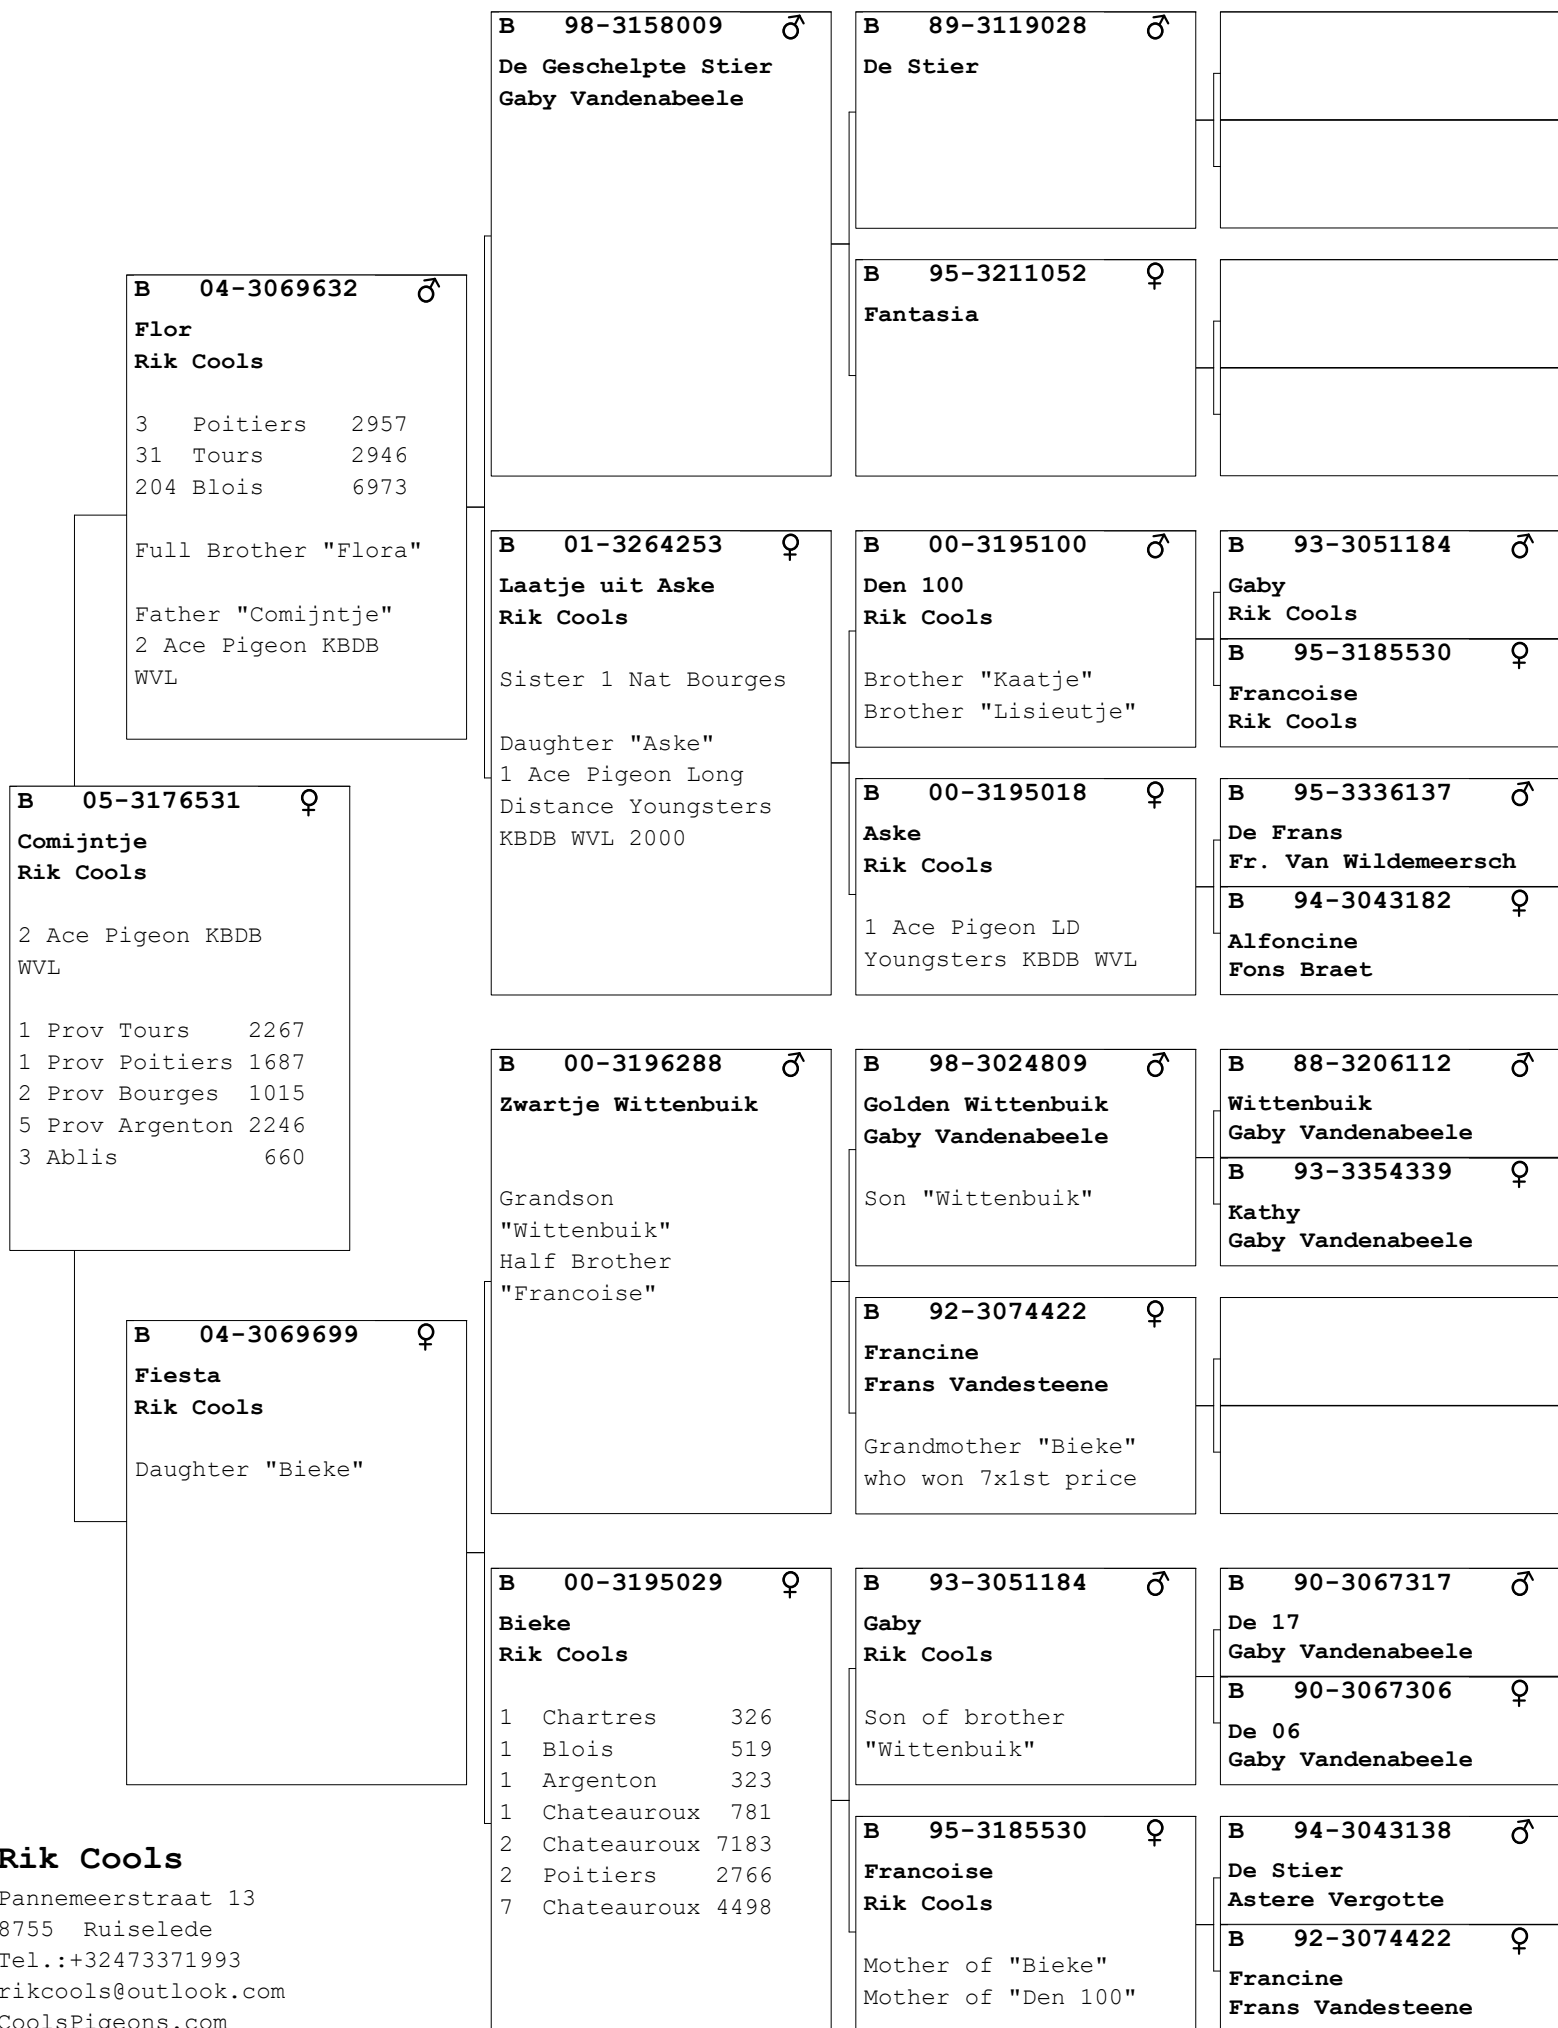 B 98-3158009 ♂
De Geschelpte Stier
Gaby Vandenabeele
B 89-3119028 ♂
De Stier
B 95-3211052 ♀
Fantasia
B 04-3069632 ♂
Flor
Rik Cools
3 Poitiers 2957
31 Tours 2946
204 Blois 6973
Full Brother "Flora"
Father "Comijntje"
2 Ace Pigeon KBDB
WVL
B 01-3264253 ♀
Laatje uit Aske
Rik Cools
Sister 1 Nat Bourges
Daughter "Aske"
1 Ace Pigeon Long
Distance Youngsters
KBDB WVL 2000
B 00-3195100 ♂
Den 100
Rik Cools
Brother "Kaatje"
Brother "Lisieutje"
B 93-3051184 ♂
Gaby
Rik Cools
B 95-3185530 ♀
Francoise
Rik Cools
B 00-3195018 ♀
Aske
Rik Cools
1 Ace Pigeon LD
Youngsters KBDB WVL
B 95-3336137 ♂
De Frans
Fr. Van Wildemeersch
B 94-3043182 ♀
Alfoncine
Fons Braet
B 05-3176531 ♀
Comijntje
Rik Cools
2 Ace Pigeon KBDB
WVL
1 Prov Tours 2267
1 Prov Poitiers 1687
2 Prov Bourges 1015
5 Prov Argenton 2246
3 Ablis 660
B 00-3196288 ♂
Zwartje Wittenbuik
Grandson
"Wittenbuik"
Half Brother
"Francoise"
B 98-3024809 ♂
Golden Wittenbuik
Gaby Vandenabeele
Son "Wittenbuik"
B 88-3206112 ♂
Wittenbuik
Gaby Vandenabeele
B 93-3354339 ♀
Kathy
Gaby Vandenabeele
B 92-3074422 ♀
Francine
Frans Vandesteene
Grandmother "Bieke"
who won 7x1st price
B 04-3069699 ♀
Fiesta
Rik Cools
Daughter "Bieke"
B 00-3195029 ♀
Bieke
Rik Cools
1 Chartres 326
1 Blois 519
1 Argenton 323
1 Chateauroux 781
2 Chateauroux 7183
2 Poitiers 2766
7 Chateauroux 4498
B 93-3051184 ♂
Gaby
Rik Cools
Son of brother
"Wittenbuik"
B 90-3067317 ♂
De 17
Gaby Vandenabeele
B 90-3067306 ♀
De 06
Gaby Vandenabeele
B 95-3185530 ♀
Francoise
Rik Cools
Mother of "Bieke"
Mother of "Den 100"
B 94-3043138 ♂
De Stier
Astere Vergotte
B 92-3074422 ♀
Francine
Frans Vandesteene
Rik Cools
Pannemeerstraat 13
8755 Ruiselede
Tel.:+32473371993
rikcools@outlook.com
CoolsPigeons.com